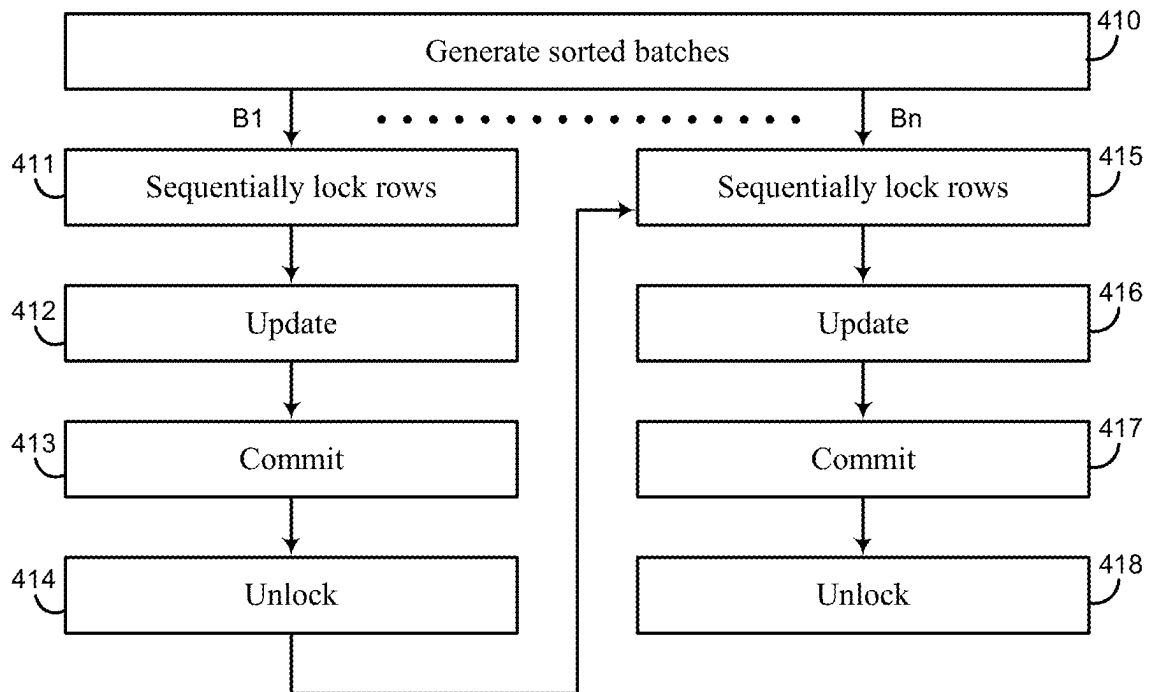 Generate sorted batches
410
B1
Bn
411
Sequentially lock rows
Sequentially lock rows
415
412
Update
Update
416
413
Commit
Commit
417
414
Unlock
Unlock
418